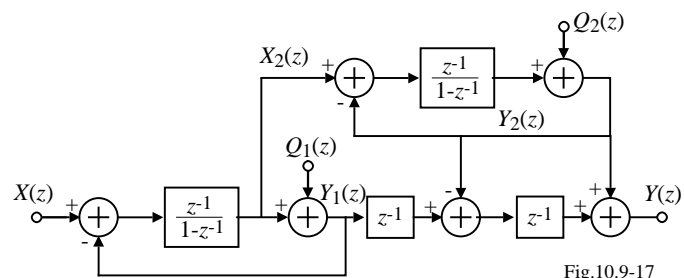 Q₂(z)
X₂(z)
+
+
z⁻¹
1-z⁻¹
+
+
-
Y₂(z)
Q₁(z)
X(z)
+
+
z⁻¹
1-z⁻¹
+
+
Y₁(z)
z⁻¹
+
-
+
z⁻¹
+
+
+
Y(z)
-
Fig.10.9-17